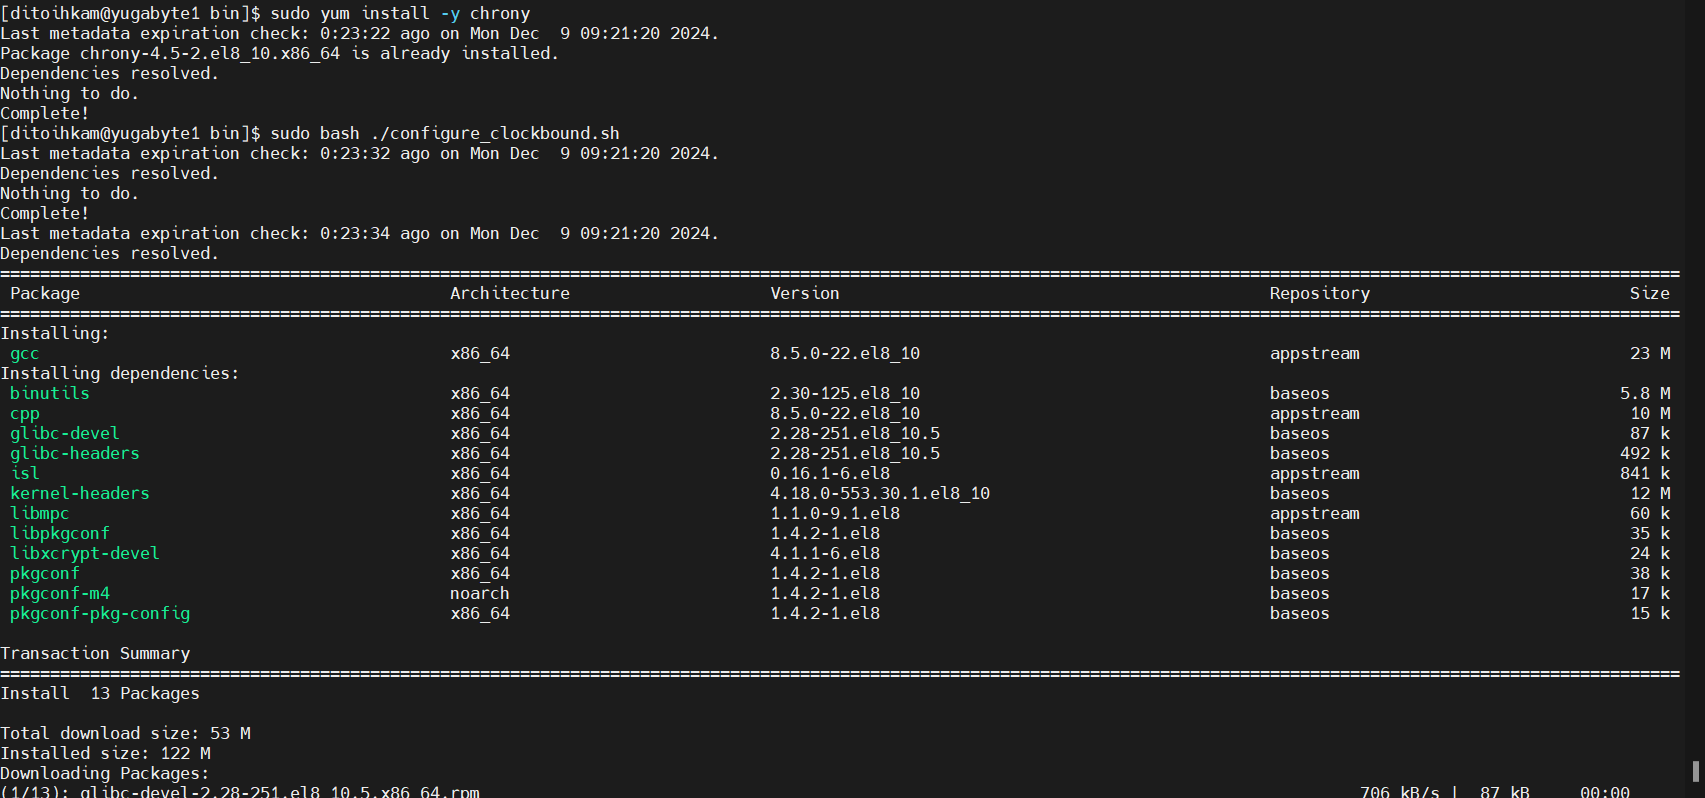 [ditoihkam@yugabyte1 bin]$ sudo yum install -y chrony
Last metadata expiration check: 0:23:22 ago on Mon Dec  9 09:21:20 2024.
Package chrony-4.5-2.el8_10.x86_64 is already installed.
Dependencies resolved.
Nothing to do.
Complete!
[ditoihkam@yugabyte1 bin]$ sudo bash ./configure_clockbound.sh
Last metadata expiration check: 0:23:32 ago on Mon Dec  9 09:21:20 2024.
Dependencies resolved.
Nothing to do.
Complete!
Last metadata expiration check: 0:23:34 ago on Mon Dec  9 09:21:20 2024.
Dependencies resolved.
Package Architecture Version Repository Size
Installing:
gcc x86_64 8.5.0-22.el8_10 appstream 23 M
Installing dependencies:
binutils x86_64 2.30-125.el8_10 baseos 5.8 M
cpp x86_64 8.5.0-22.el8_10 appstream 10 M
glibc-devel x86_64 2.28-251.el8_10.5 baseos 87 k
glibc-headers x86_64 2.28-251.el8_10.5 baseos 492 k
isl x86_64 0.16.1-6.el8 appstream 841 k
kernel-headers x86_64 4.18.0-553.30.1.el8_10 baseos 12 M
libmpc x86_64 1.1.0-9.1.el8 appstream 60 k
libpkgconf x86_64 1.4.2-1.el8 baseos 35 k
libxcrypt-devel x86_64 4.1.1-6.el8 baseos 24 k
pkgconf x86_64 1.4.2-1.el8 baseos 38 k
pkgconf-m4 noarch 1.4.2-1.el8 baseos 17 k
pkgconf-pkg-config x86_64 1.4.2-1.el8 baseos 15 k
Transaction Summary
Install  13 Packages
Total download size: 53 M
Installed size: 122 M
Downloading Packages:
(1/13): glibc-devel-2.28-251.el8_10.5.x86_64.rpm 706 kB/s |  87 kB 00:00